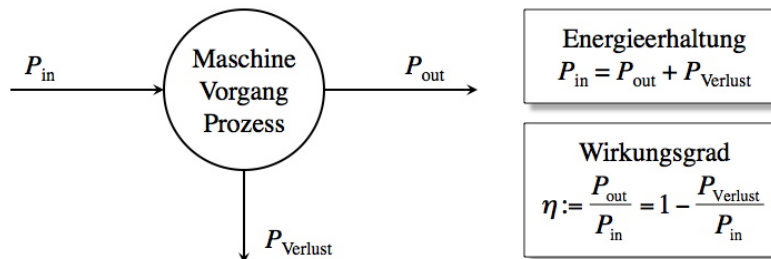 P_in
Maschine
Vorgang
Prozess
P_out
P_Verlust
Energieerhaltung
P_in = P_out + P_Verlust
Wirkungsgrad
η := P_out / P_in = 1 − P_Verlust / P_in